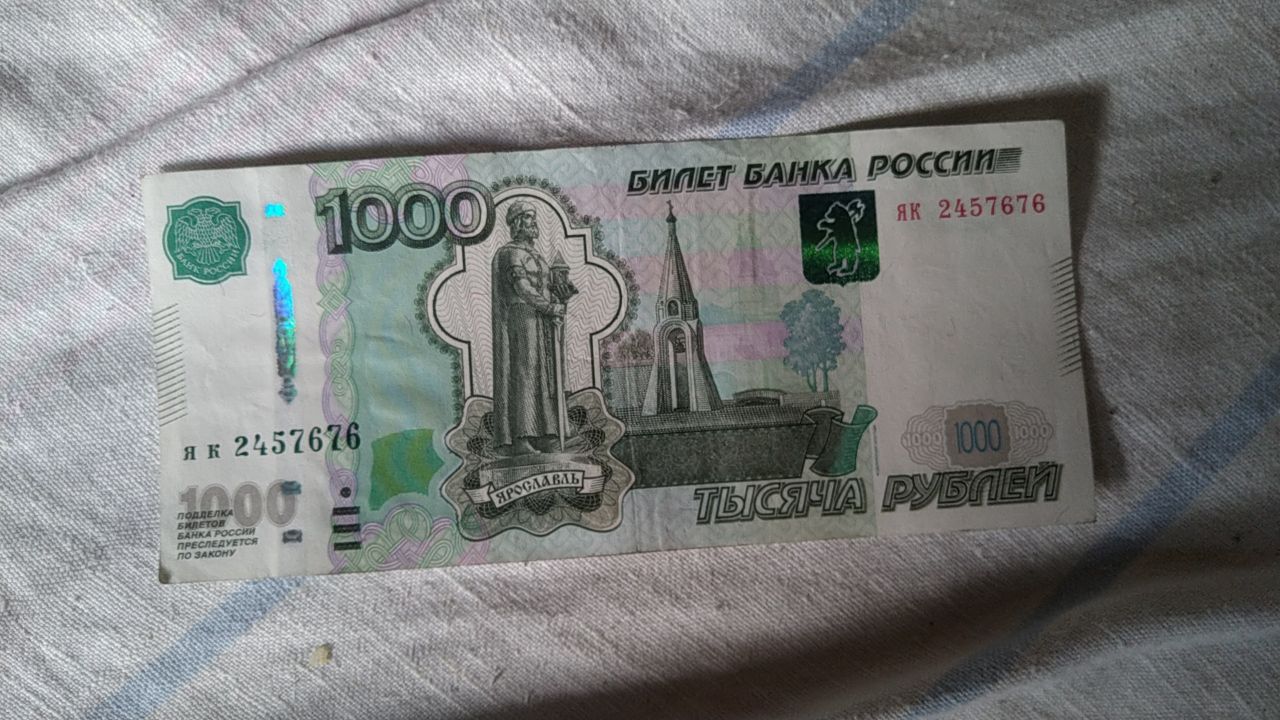 БИЛЕТ БАНКА РОССИИ
1000
ЯК 2457676
БАНК РОССИИ
ЯК 2457676
1000 1000 1000
ЯРОСЛАВЛЬ
ТЫСЯЧА РУБЛЕЙ
1000
ПОДДЕЛКА
БИЛЕТОВ
БАНКА РОССИИ
ПРЕСЛЕДУЕТСЯ
ПО ЗАКОНУ